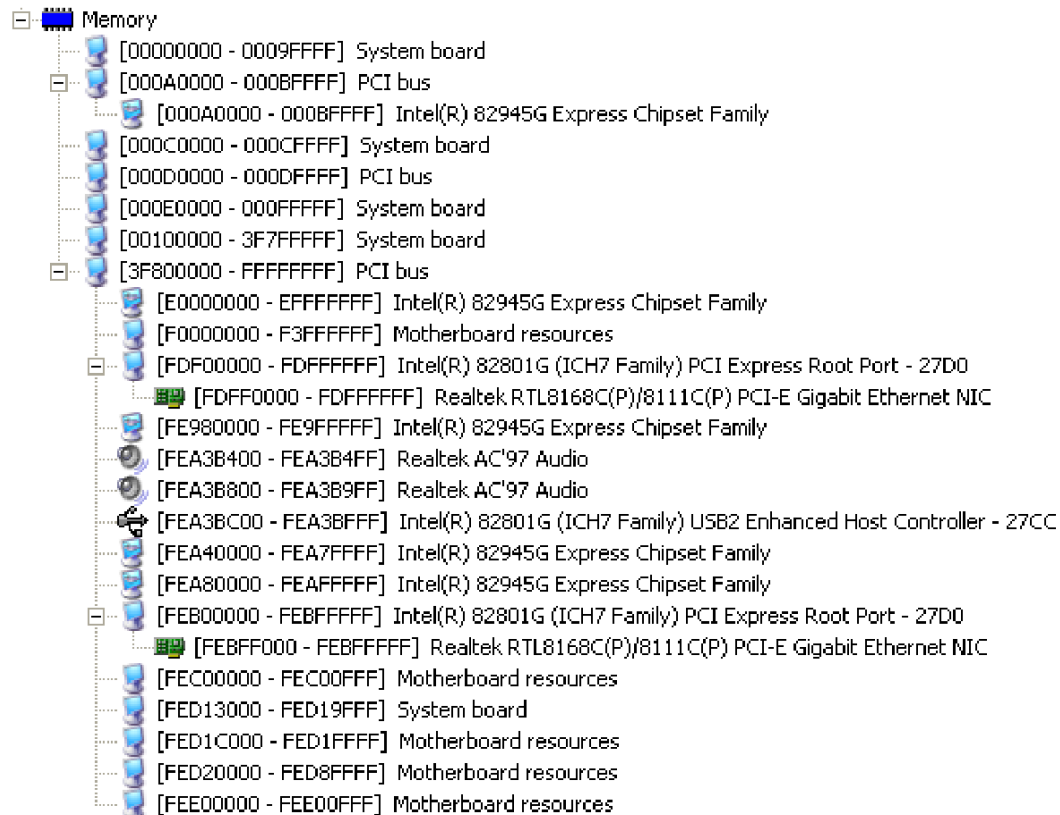 Memory
[00000000 - 0009FFFF] System board
[000A0000 - 000BFFFF] PCI bus
[000A0000 - 000BFFFF] Intel(R) 82945G Express Chipset Family
[000C0000 - 000CFFFF] System board
[000D0000 - 000DFFFF] PCI bus
[000E0000 - 000FFFFF] System board
[00100000 - 3F7FFFFF] System board
[3F800000 - FFFFFFFF] PCI bus
[E0000000 - EFFFFFFF] Intel(R) 82945G Express Chipset Family
[F0000000 - F3FFFFFF] Motherboard resources
[FDF00000 - FDFFFFFF] Intel(R) 82801G (ICH7 Family) PCI Express Root Port - 27D0
[FDFF0000 - FDFFFFFF] Realtek RTL8168C(P)/8111C(P) PCI-E Gigabit Ethernet NIC
[FE980000 - FE9FFFFF] Intel(R) 82945G Express Chipset Family
[FEA3B400 - FEA3B4FF] Realtek AC'97 Audio
[FEA3B800 - FEA3B9FF] Realtek AC'97 Audio
[FEA3BC00 - FEA3BFFF] Intel(R) 82801G (ICH7 Family) USB2 Enhanced Host Controller - 27CC
[FEA40000 - FEA7FFFF] Intel(R) 82945G Express Chipset Family
[FEA80000 - FEAFFFFF] Intel(R) 82945G Express Chipset Family
[FEB00000 - FEBFFFFF] Intel(R) 82801G (ICH7 Family) PCI Express Root Port - 27D0
[FEBFF000 - FEBFFFFF] Realtek RTL8168C(P)/8111C(P) PCI-E Gigabit Ethernet NIC
[FEC00000 - FEC00FFF] Motherboard resources
[FED13000 - FED19FFF] System board
[FED1C000 - FED1FFFF] Motherboard resources
[FED20000 - FED8FFFF] Motherboard resources
[FEE00000 - FEE00FFF] Motherboard resources